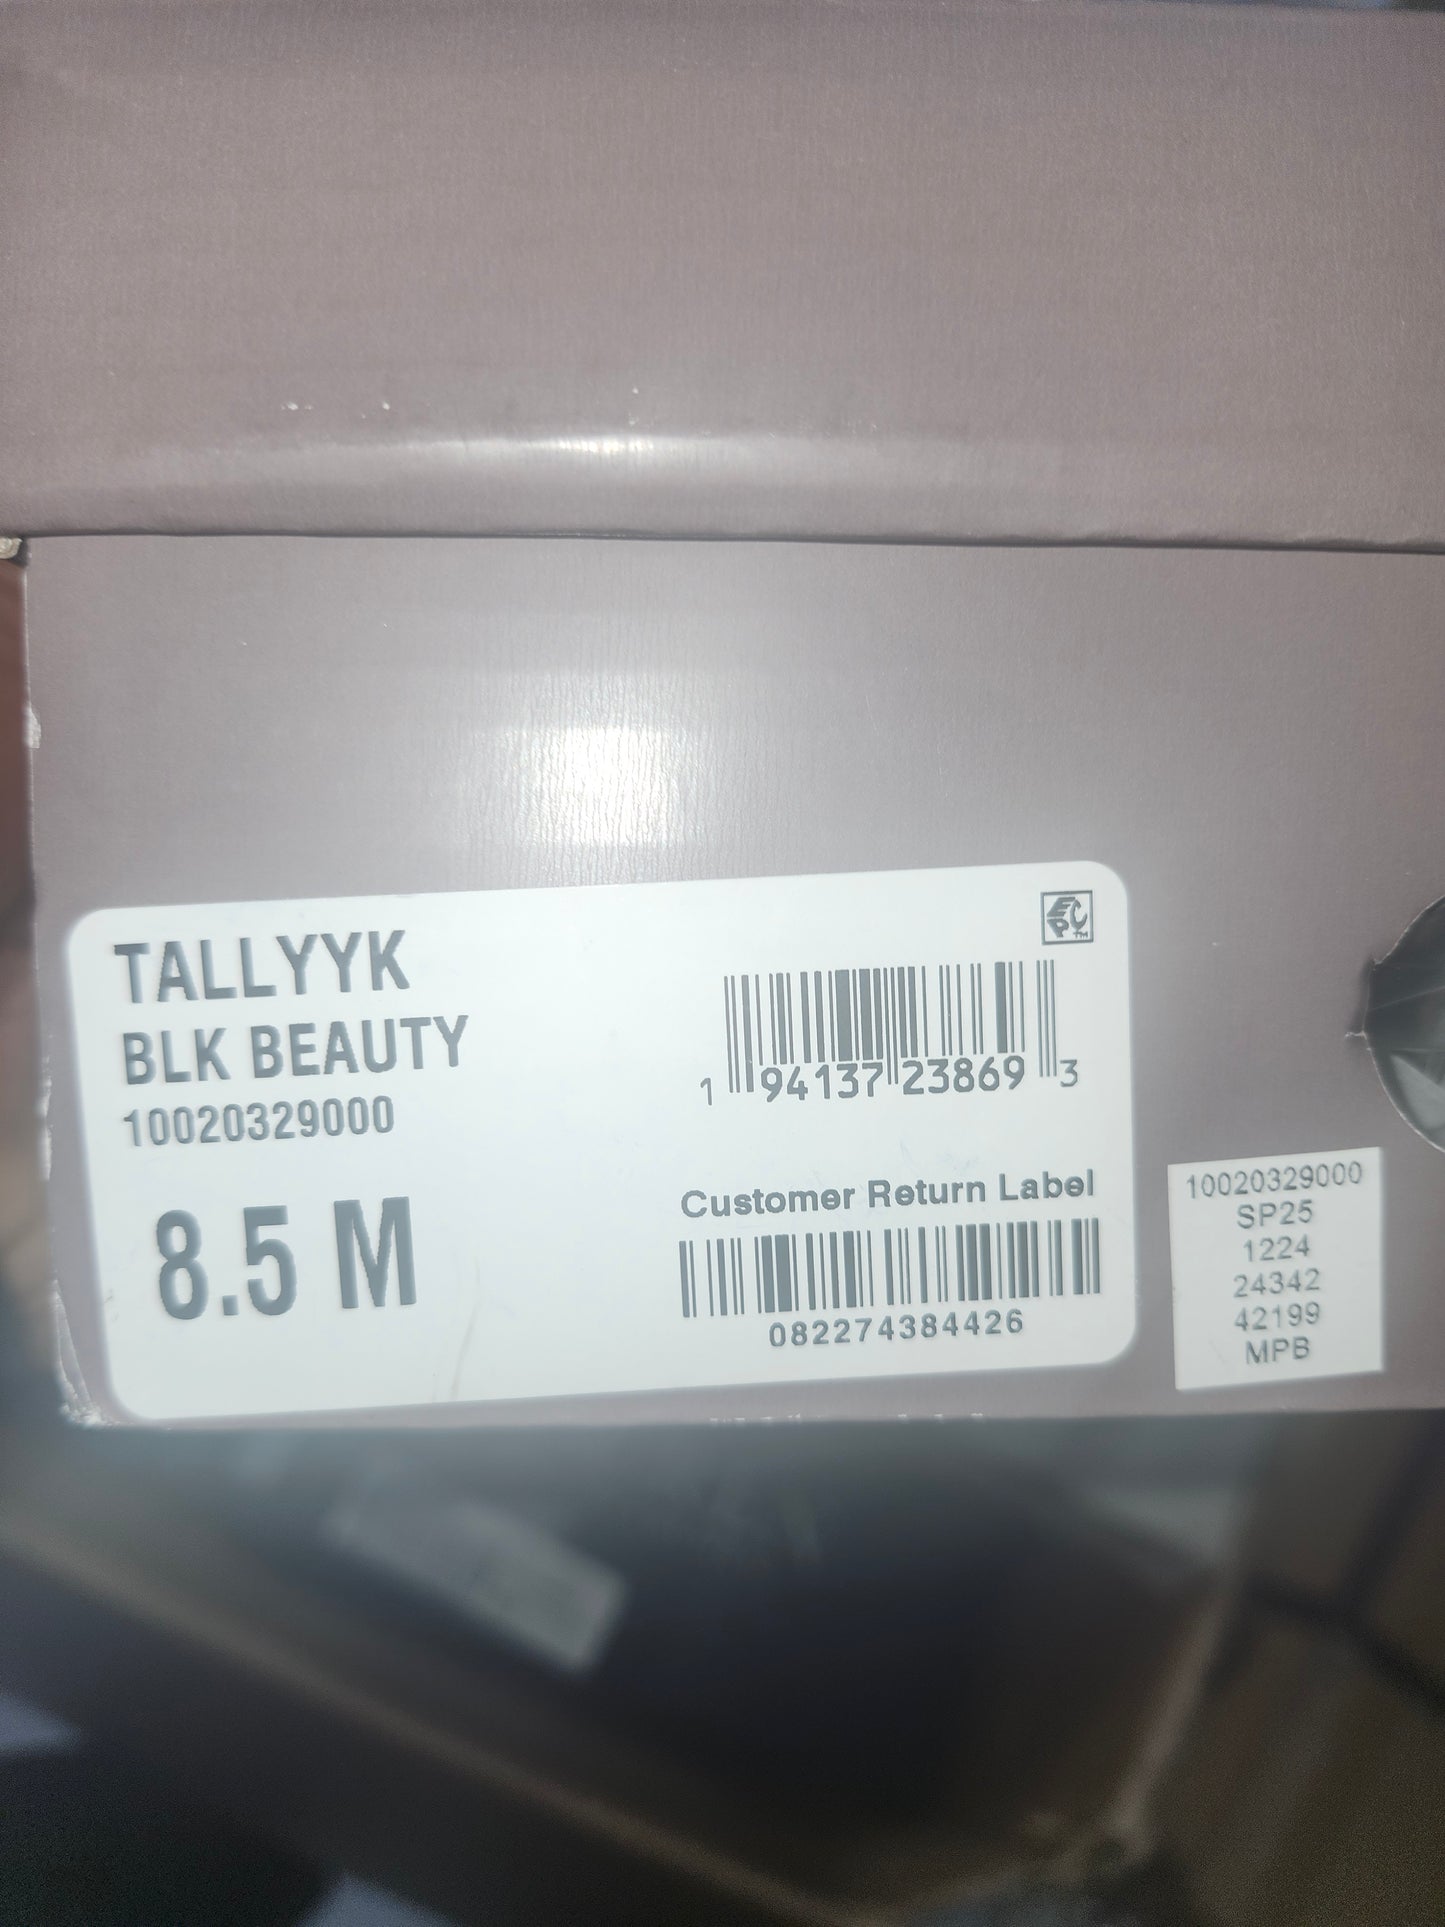 TALLYYK
BLK BEAUTY
10020329000
8.5 M
EPC™
1 94137 23869 3
Customer Return Label
082274384426
10020329000
SP25
1224
24342
42199
MPB